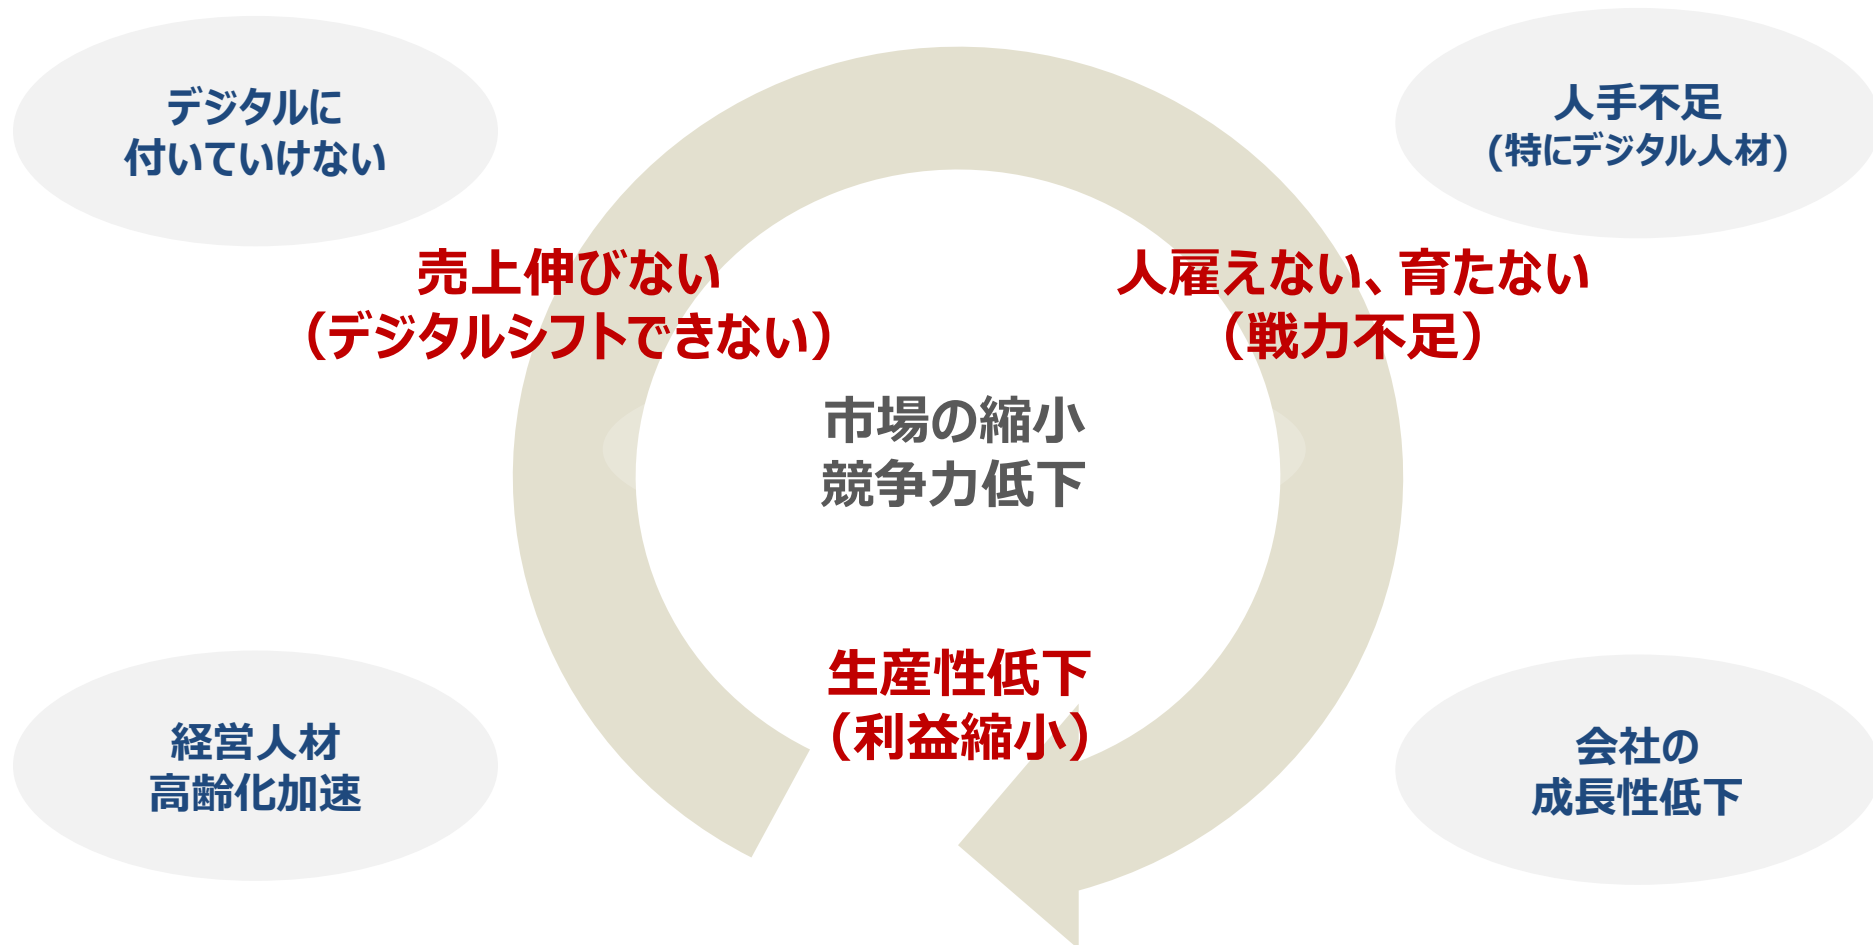 デジタルに
付いていけない
人手不足
(特にデジタル人材)
売上伸びない
（デジタルシフトできない）
人雇えない、育たない
（戦力不足）
市場の縮小
競争力低下
生産性低下
（利益縮小）
経営人材
高齢化加速
会社の
成長性低下